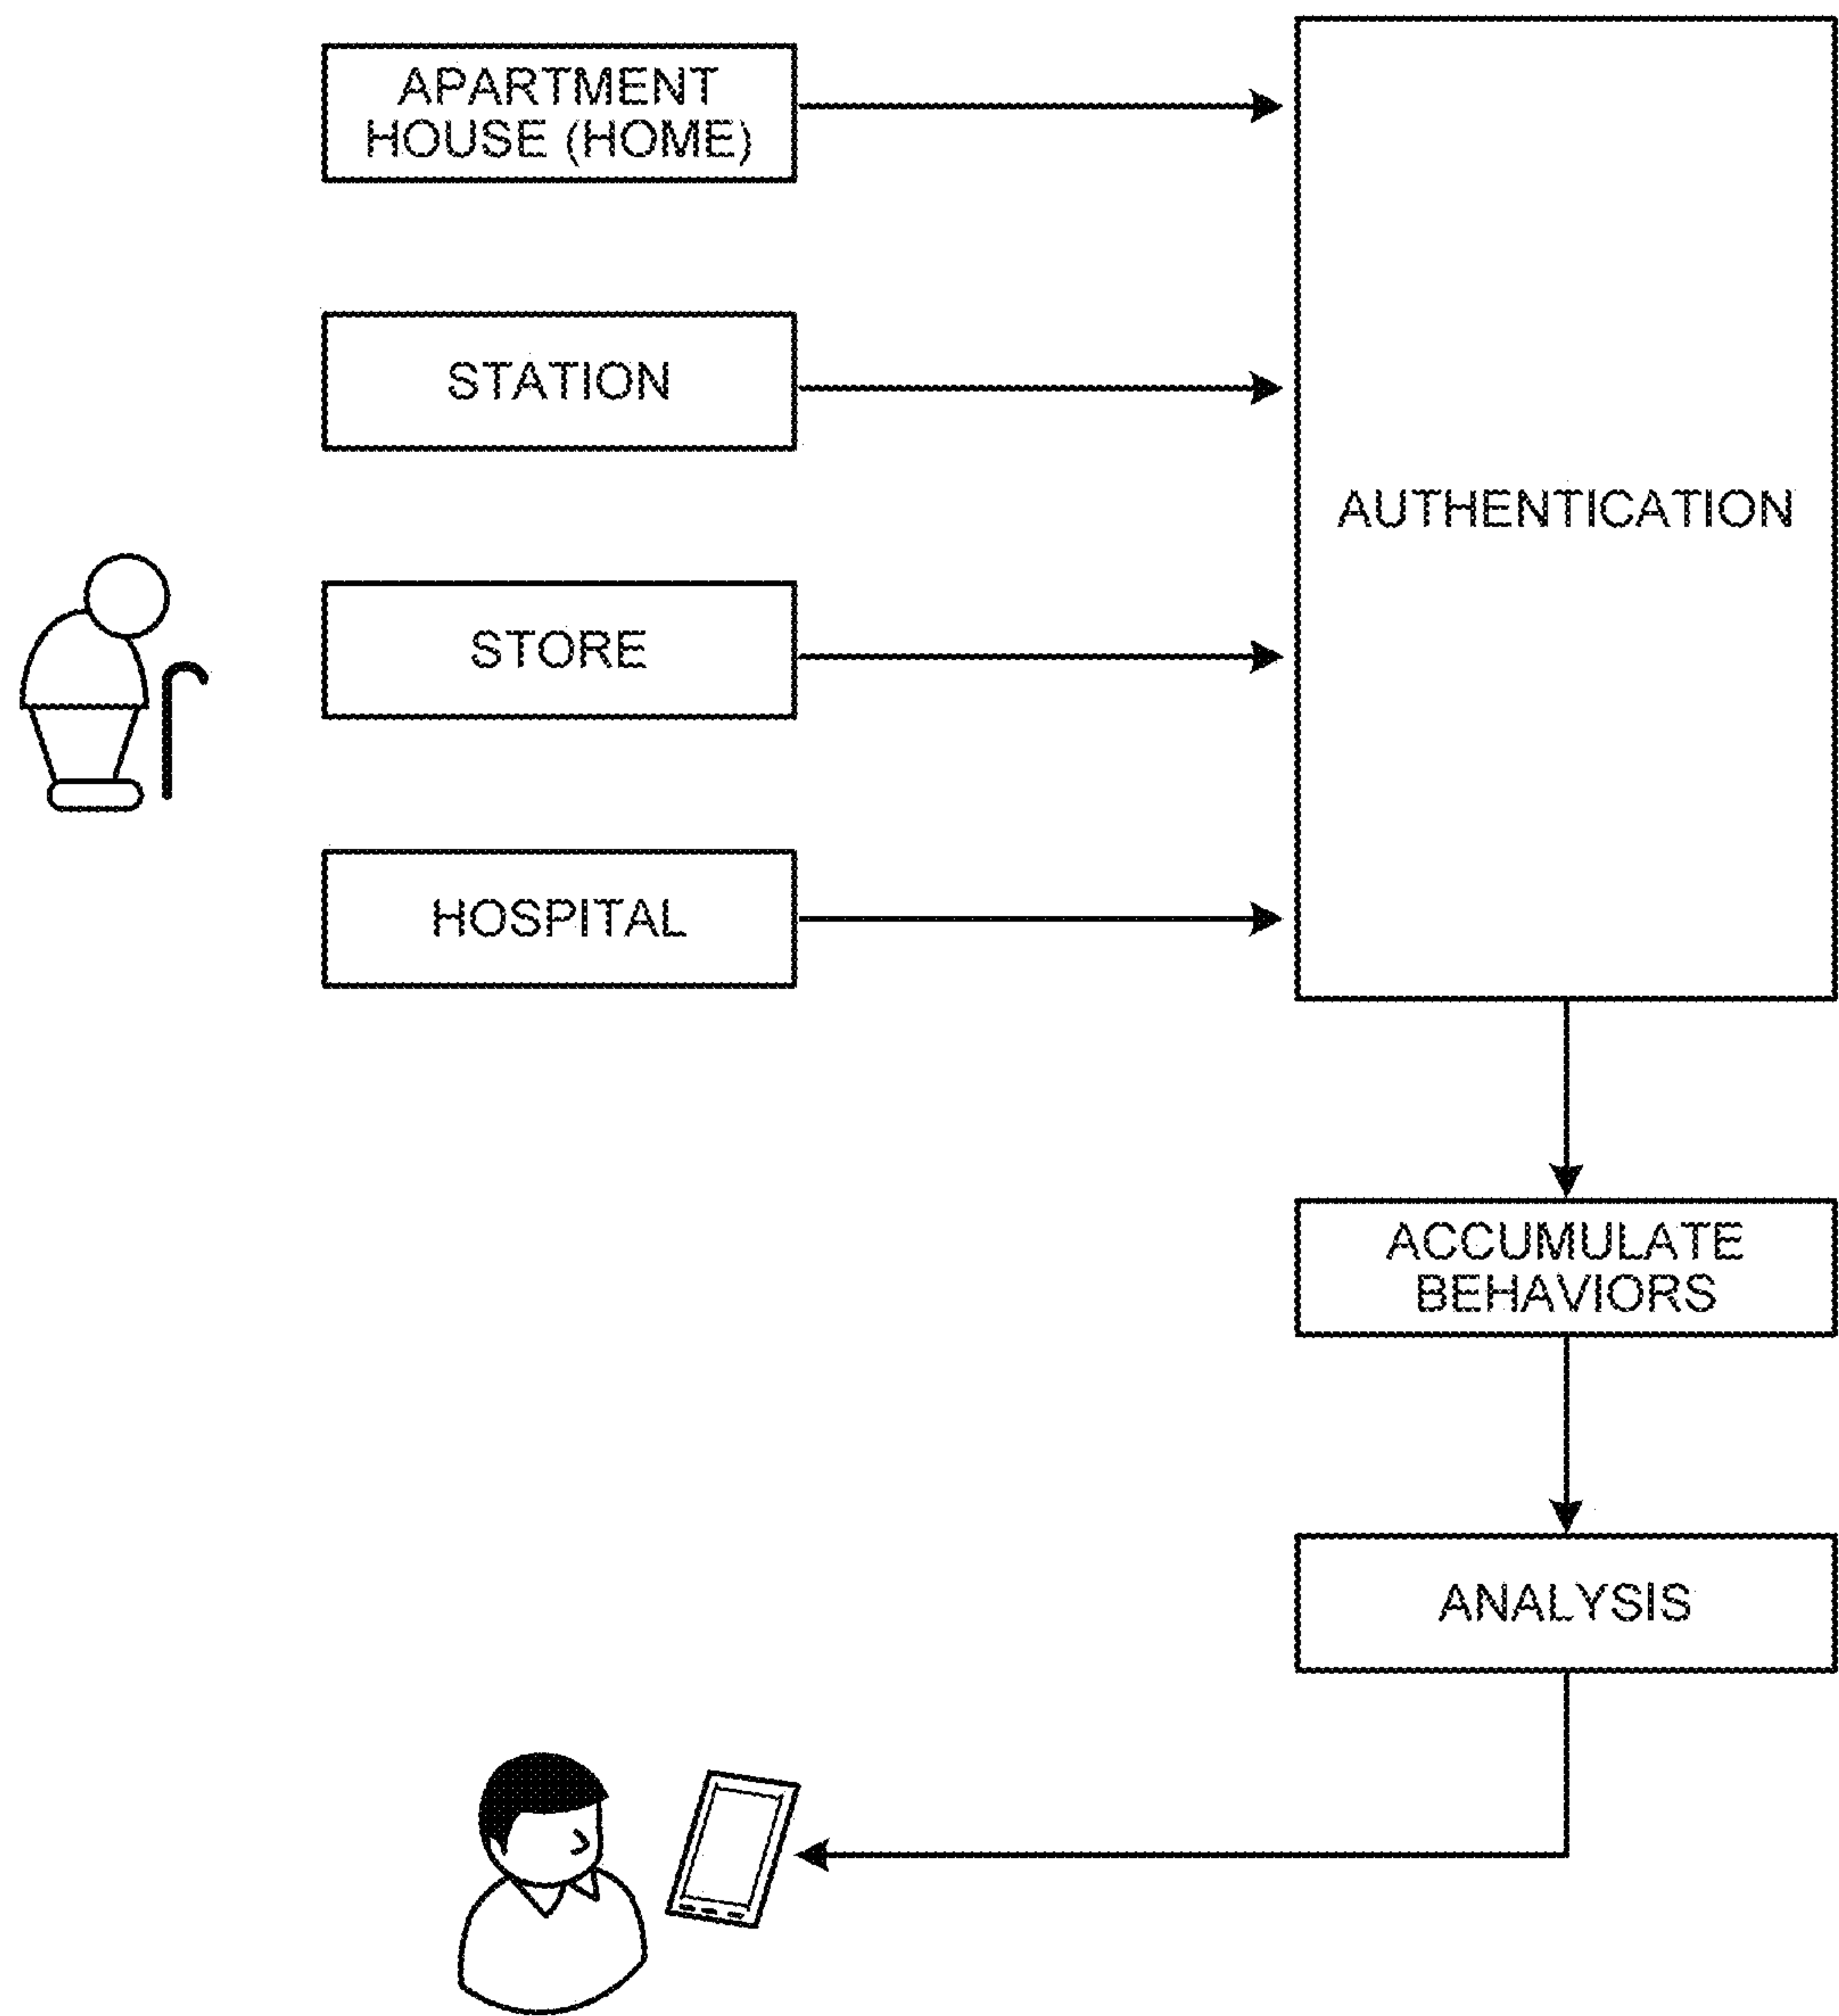 APARTMENT
HOUSE (HOME)
STATION
STORE
HOSPITAL
AUTHENTICATION
ACCUMULATE
BEHAVIORS
ANALYSIS